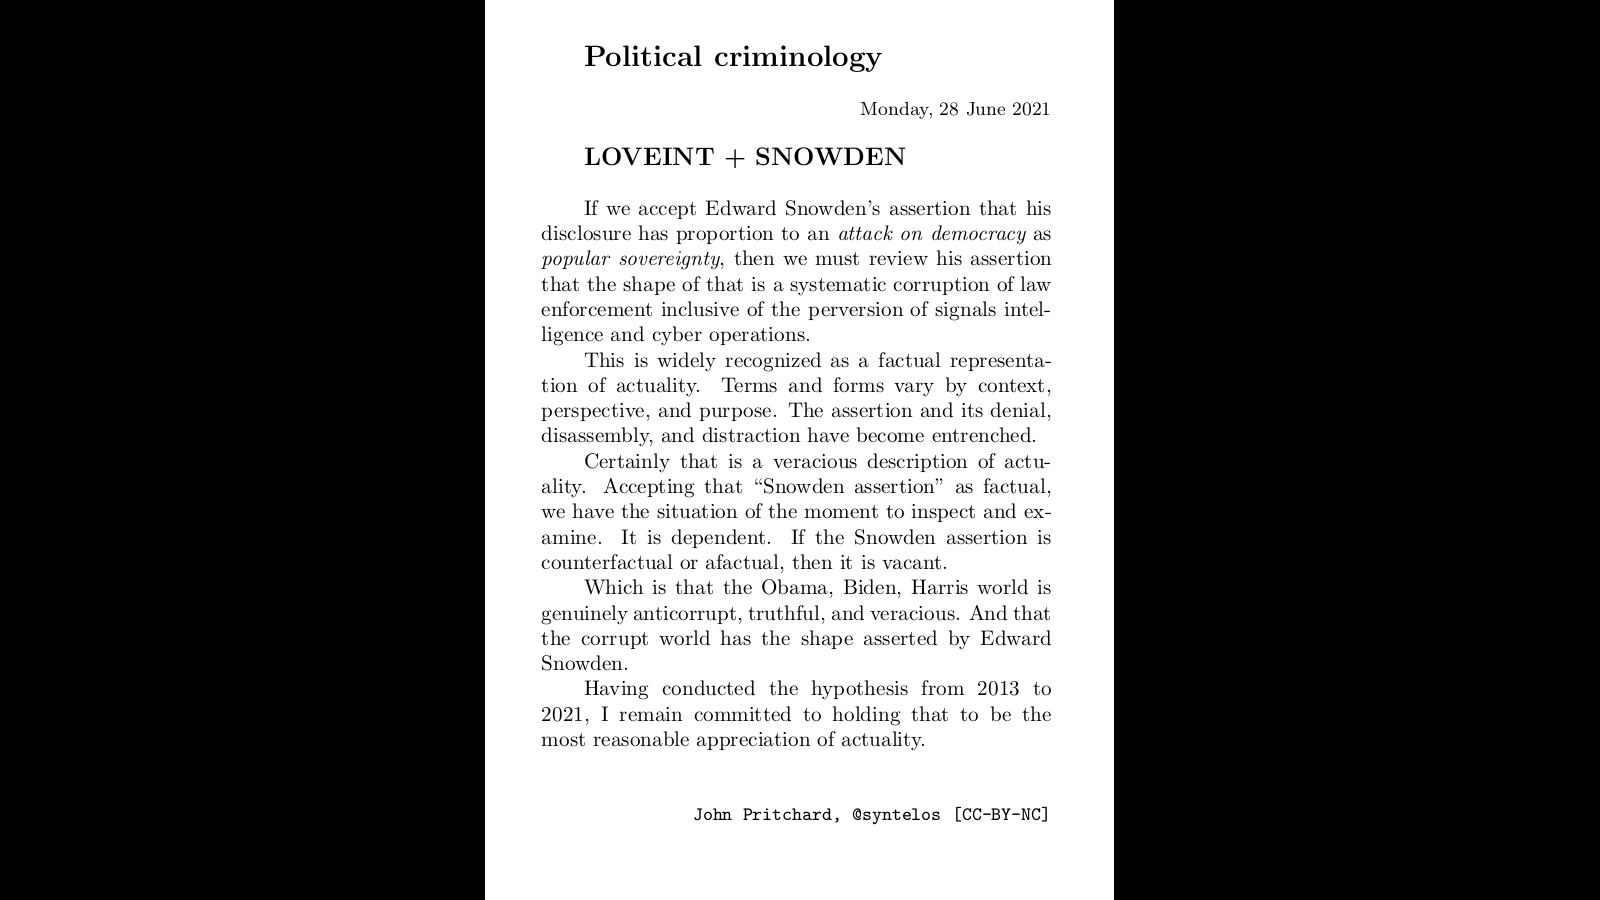 Political criminology
Monday, 28 June 2021
LOVEINT + SNOWDEN
If we accept Edward Snowden's assertion that his
disclosure has proportion to an attack on democracy as
popular sovereignty, then we must review his assertion
that the shape of that is a systematic corruption of law
enforcement inclusive of the perversion of signals intel-
ligence and cyber operations.
This is widely recognized as a factual representa-
tion of actuality. Terms and forms vary by context,
perspective, and purpose. The assertion and its denial,
disassembly, and distraction have become entrenched.
Certainly that is a veracious description of actu-
ality. Accepting that “Snowden assertion” as factual,
we have the situation of the moment to inspect and ex-
amine. It is dependent. If the Snowden assertion is
counterfactual or afactual, then it is vacant.
Which is that the Obama, Biden, Harris world is
genuinely anticorrupt, truthful, and veracious. And that
the corrupt world has the shape asserted by Edward
Snowden.
Having conducted the hypothesis from 2013 to
2021, I remain committed to holding that to be the
most reasonable appreciation of actuality.
John Pritchard, @syntelos [CC-BY-NC]